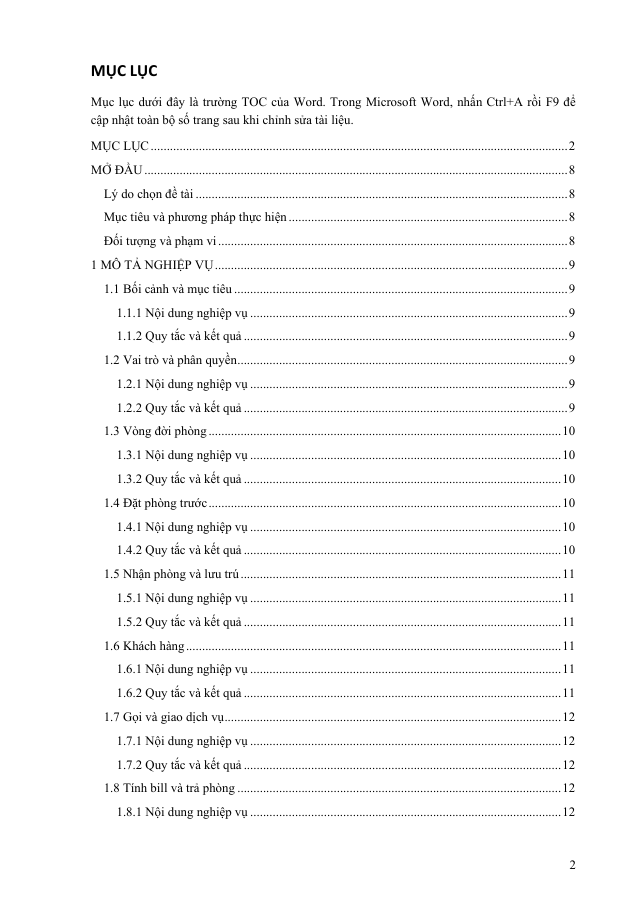 MỤC LỤC
Mục lục dưới đây là trường TOC của Word. Trong Microsoft Word, nhấn Ctrl+A rồi F9 để
cập nhật toàn bộ số trang sau khi chỉnh sửa tài liệu.
MỤC LỤC ........................................................ 2
MỞ ĐẦU ........................................................ 8
Lý do chọn đề tài ........................................................ 8
Mục tiêu và phương pháp thực hiện ........................................................ 8
Đối tượng và phạm vi ........................................................ 8
1 MÔ TẢ NGHIỆP VỤ ........................................................ 9
1.1 Bối cảnh và mục tiêu ........................................................ 9
1.1.1 Nội dung nghiệp vụ ........................................................ 9
1.1.2 Quy tắc và kết quả ........................................................ 9
1.2 Vai trò và phân quyền ........................................................ 9
1.2.1 Nội dung nghiệp vụ ........................................................ 9
1.2.2 Quy tắc và kết quả ........................................................ 9
1.3 Vòng đời phòng ........................................................ 10
1.3.1 Nội dung nghiệp vụ ........................................................ 10
1.3.2 Quy tắc và kết quả ........................................................ 10
1.4 Đặt phòng trước ........................................................ 10
1.4.1 Nội dung nghiệp vụ ........................................................ 10
1.4.2 Quy tắc và kết quả ........................................................ 10
1.5 Nhận phòng và lưu trú ........................................................ 11
1.5.1 Nội dung nghiệp vụ ........................................................ 11
1.5.2 Quy tắc và kết quả ........................................................ 11
1.6 Khách hàng ........................................................ 11
1.6.1 Nội dung nghiệp vụ ........................................................ 11
1.6.2 Quy tắc và kết quả ........................................................ 11
1.7 Gọi và giao dịch vụ ........................................................ 12
1.7.1 Nội dung nghiệp vụ ........................................................ 12
1.7.2 Quy tắc và kết quả ........................................................ 12
1.8 Tính bill và trả phòng ........................................................ 12
1.8.1 Nội dung nghiệp vụ ........................................................ 12
2